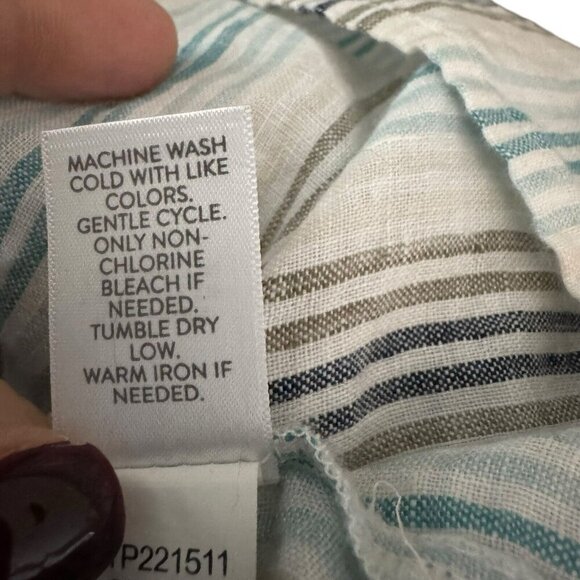 MACHINE WASH
COLD WITH LIKE
COLORS.
GENTLE CYCLE.
ONLY NON-
CHLORINE
BLEACH IF
NEEDED.
TUMBLE DRY
LOW.
WARM IRON IF
NEEDED.
P221511